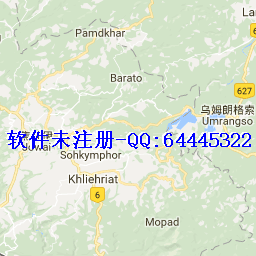 Pamdkhar
Barato
627
乌姆朗格索
Umrangso
软件未注册-QQ:64445322
Sohkymphor
Khliehriat
6
Mopad